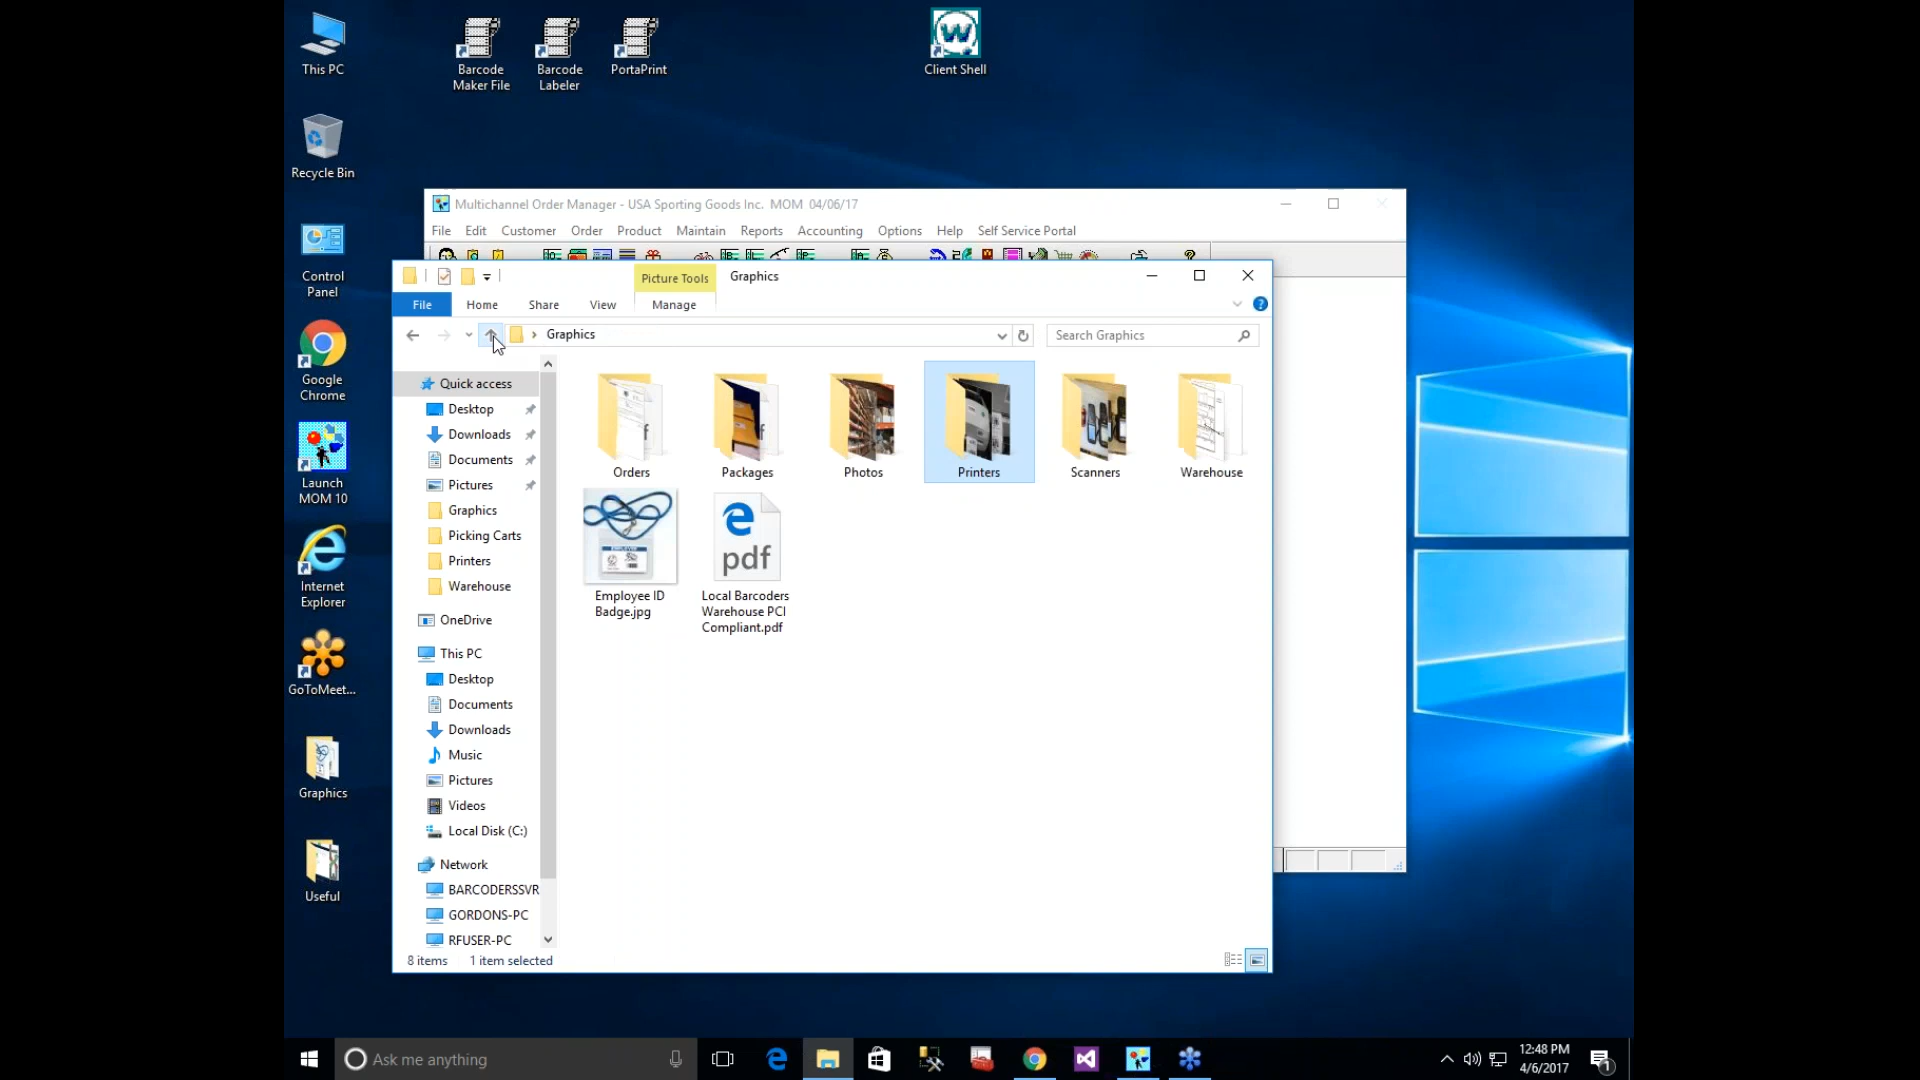 This PC
Barcode
Maker File
Barcode
Labeler
PortaPrint
Client Shell
Recycle Bin
Control
Panel
Google
Chrome
Launch
MOM 10
Internet
Explorer
GoToMeet...
Graphics
Useful
Multichannel Order Manager - USA Sporting Goods Inc. MOM 04/06/17
File Edit Customer Order Product Maintain Reports Accounting Options Help Self Service Portal
Picture Tools Graphics
File Home Share View Manage
Graphics
Search Graphics
Quick access
Desktop
Downloads
Documents
Pictures
Graphics
Picking Carts
Printers
Warehouse
OneDrive
This PC
Desktop
Documents
Downloads
Music
Pictures
Videos
Local Disk (C:)
Network
BARCODERSSVR
GORDONS-PC
RFUSER-PC
Orders
Packages
Photos
Printers
Scanners
Warehouse
pdf
Employee ID
Badge.jpg
Local Barcoders
Warehouse PCI
Compliant.pdf
8 items 1 item selected
Ask me anything
12:48 PM
4/6/2017
1